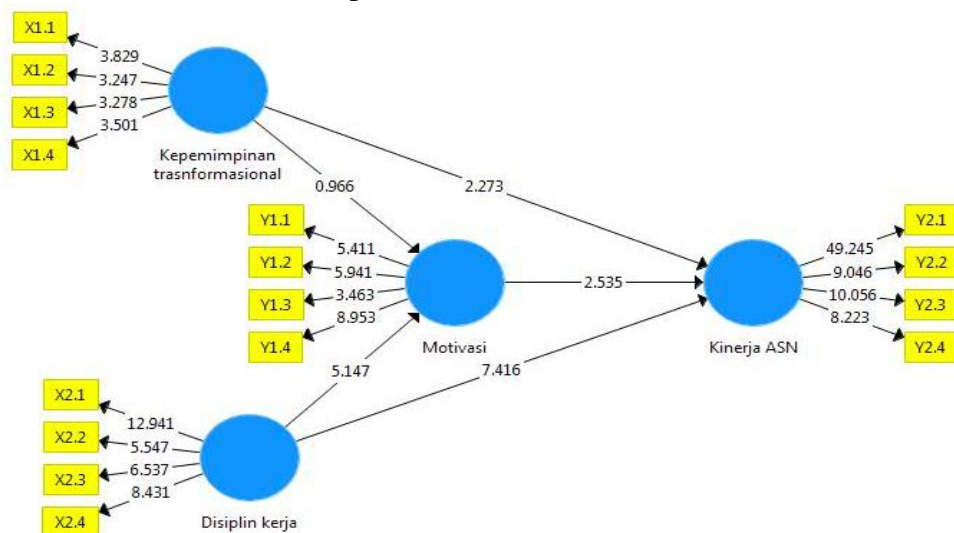 X1.1
X1.2
X1.3
X1.4
3.829
3.247
3.278
3.501
Kepemimpinan
trasnformasional
0.966
2.273
Y1.1
Y1.2
Y1.3
Y1.4
5.411
5.941
3.463
8.953
Motivasi
2.535
Y2.1
Y2.2
Y2.3
Y2.4
49.245
9.046
10.056
8.223
Kinerja ASN
5.147
7.416
X2.1
X2.2
X2.3
X2.4
12.941
5.547
6.537
8.431
Disiplin kerja